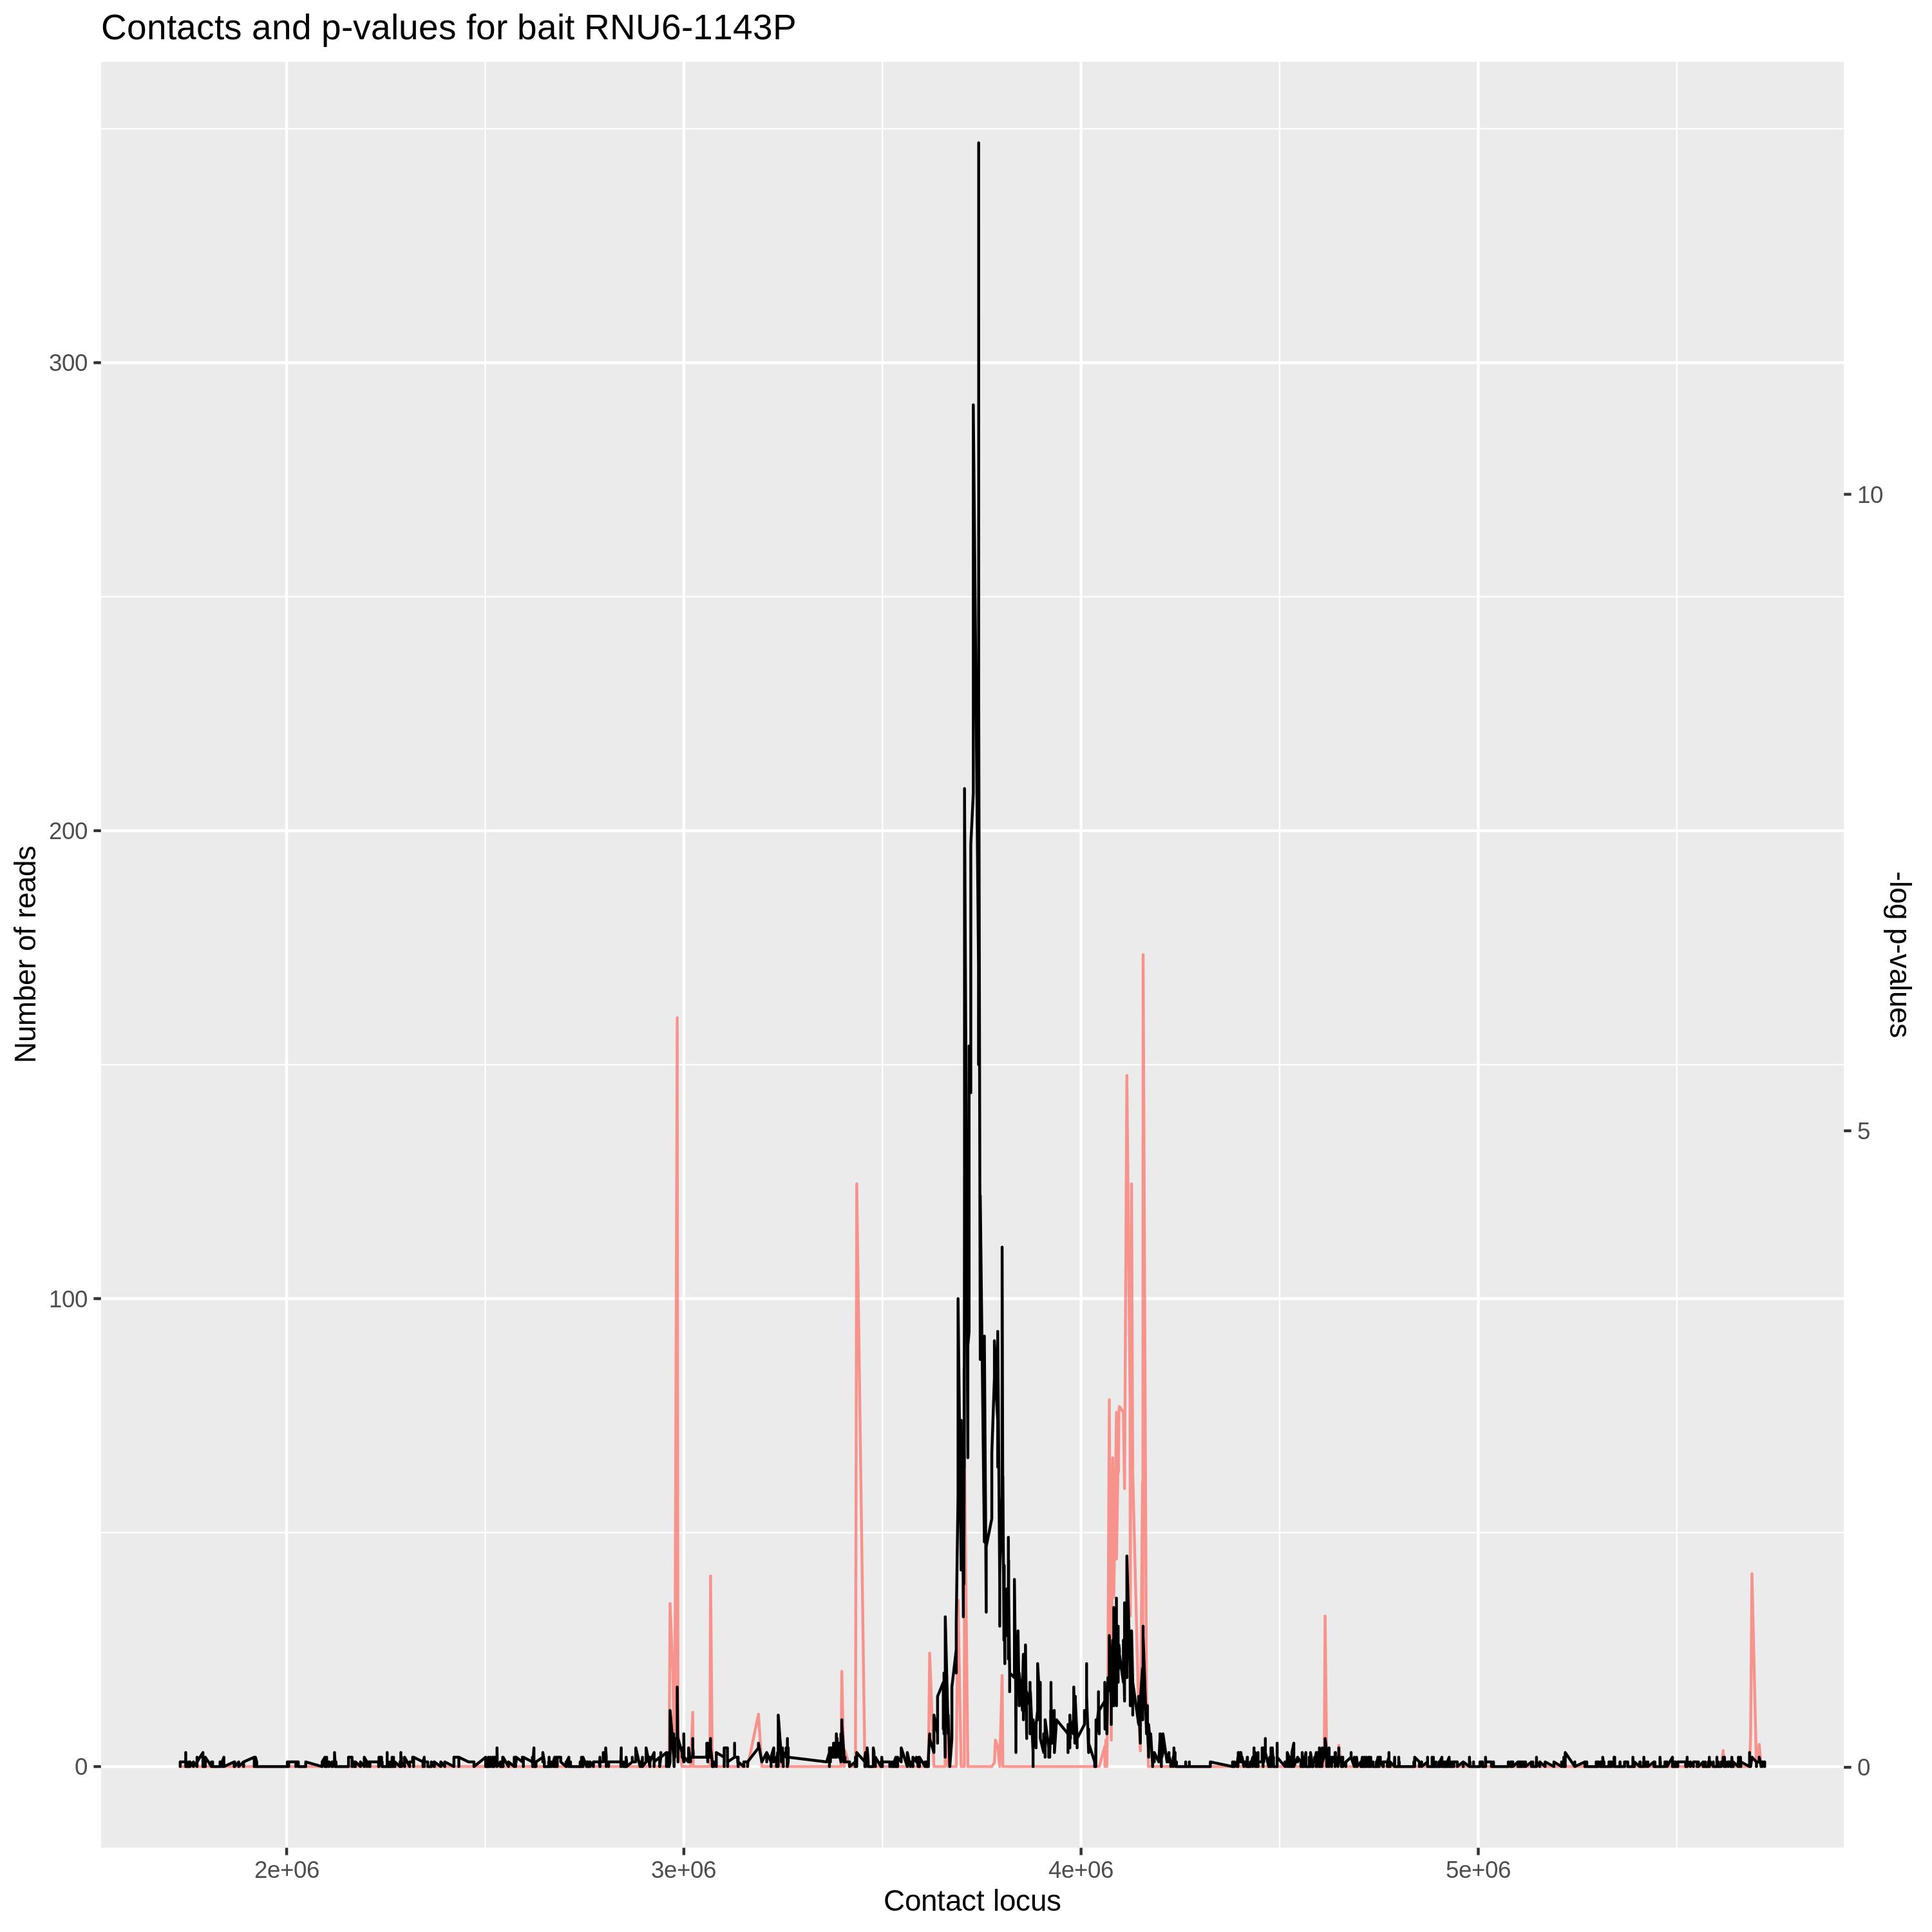 Contacts and p-values for bait RNU6-1143P
300
200
100
0
10
5
0
Number of reads
-log p-values
2e+06
3e+06
4e+06
5e+06
Contact locus